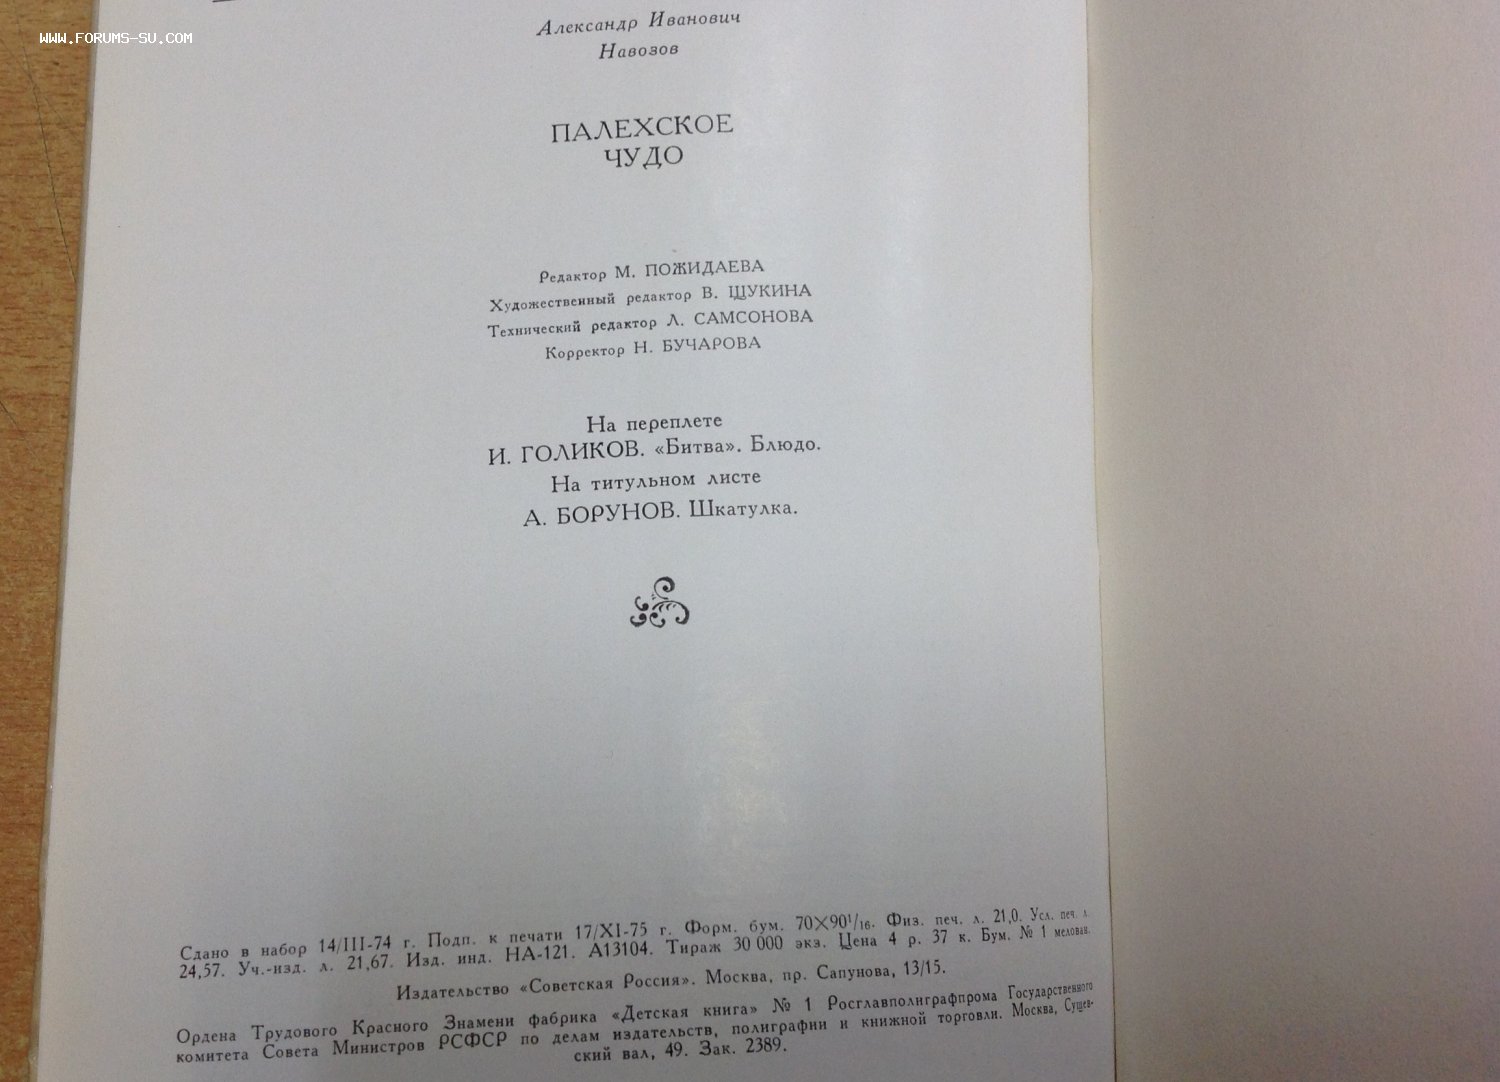 WWW.FORUMS-SU.COM
Александр Иванович
Навозов
ПАЛЕХСКОЕ
ЧУДО
Редактор М. ПОЖИДАЕВА
Художественный редактор В. ЩУКИНА
Технический редактор Л. САМСОНОВА
Корректор Н. БУЧАРОВА
На переплете
И. ГОЛИКОВ. «Битва». Блюдо.
На титульном листе
А. БОРУНОВ. Шкатулка.
Сдано в набор 14/III-74 г. Подп. к печати 17/XI-75 г. Форм. бум. 70×90¹/₁₆. Физ. печ. л. 21,0. Усл. печ. л.
24,57. Уч.-изд. л. 21,67. Изд. инд. НА-121. А13104. Тираж 30 000 экз. Цена 4 р. 37 к. Бум. № 1 мелован.
Издательство «Советская Россия». Москва, пр. Сапунова, 13/15.
Ордена Трудового Красного Знамени фабрика «Детская книга» № 1 Росглавполиграфпрома Государственного
комитета Совета Министров РСФСР по делам издательств, полиграфии и книжной торговли. Москва, Сущев-
ский вал, 49. Зак. 2389.